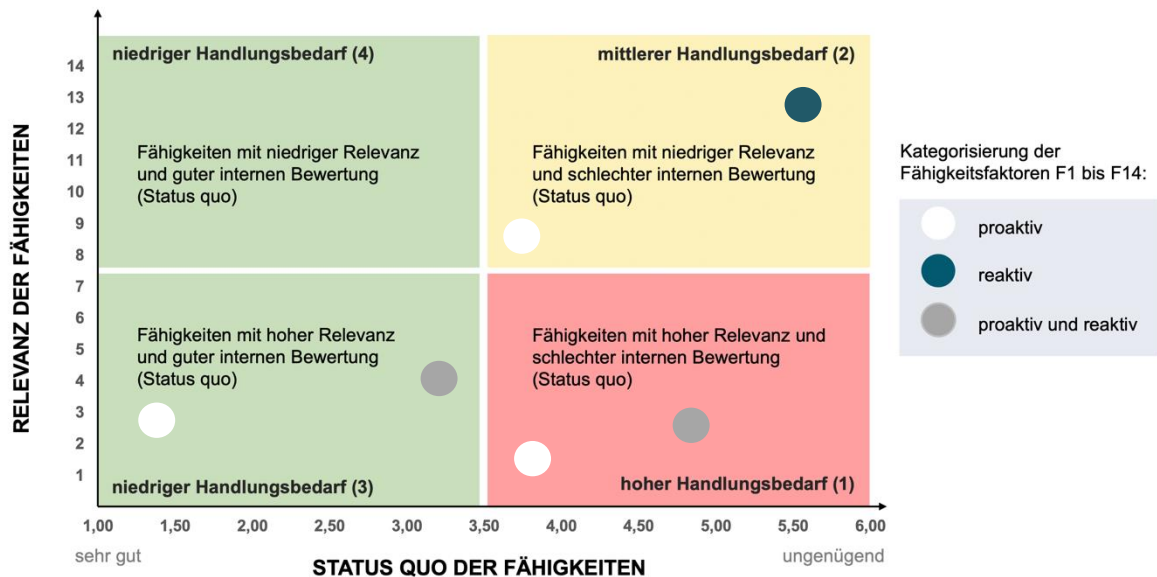 niedriger Handlungsbedarf (4)
mittlerer Handlungsbedarf (2)
Fähigkeiten mit niedriger Relevanz
und guter internen Bewertung
(Status quo)
Fähigkeiten mit niedriger Relevanz
und schlechter internen Bewertung
(Status quo)
Fähigkeiten mit hoher Relevanz
und guter internen Bewertung
(Status quo)
Fähigkeiten mit hoher Relevanz und
schlechter internen Bewertung
(Status quo)
niedriger Handlungsbedarf (3)
hoher Handlungsbedarf (1)
RELEVANZ DER FÄHIGKEITEN
14
13
12
11
10
9
8
7
6
5
4
3
2
1
1,00 1,50 2,00 2,50 3,00 3,50 4,00 4,50 5,00 5,50 6,00
sehr gut
ungenügend
STATUS QUO DER FÄHIGKEITEN
Kategorisierung der
Fähigkeitsfaktoren F1 bis F14:
proaktiv
reaktiv
proaktiv und reaktiv